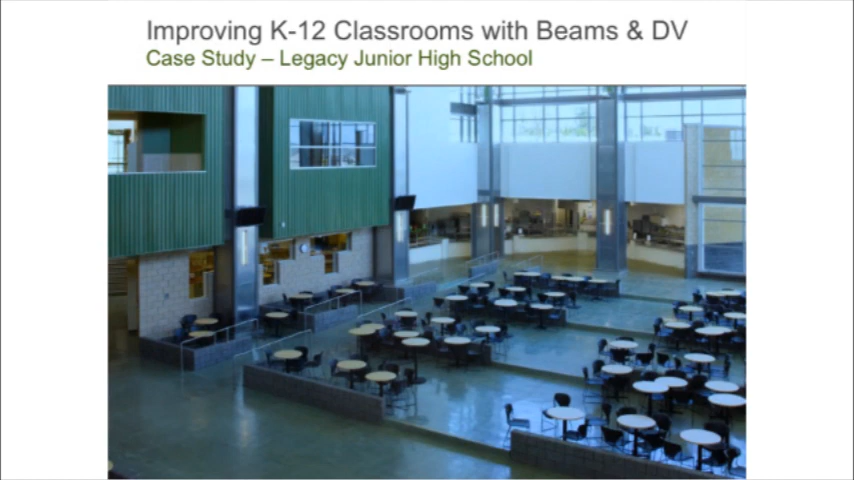 Improving K-12 Classrooms with Beams & DV
Case Study – Legacy Junior High School